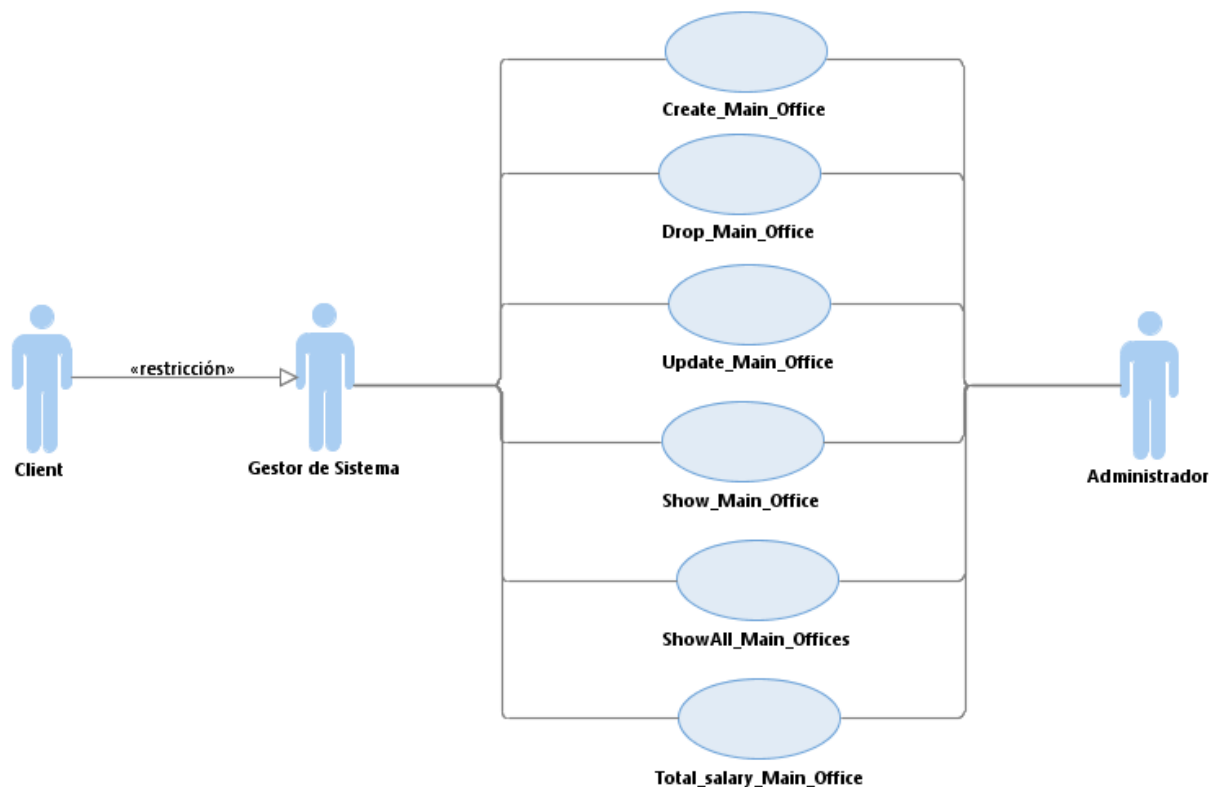 Create_Main_Office
Drop_Main_Office
Update_Main_Office
«restricción»
Client
Gestor de Sistema
Administrador
Show_Main_Office
ShowAll_Main_Offices
Total_salary_Main_Office